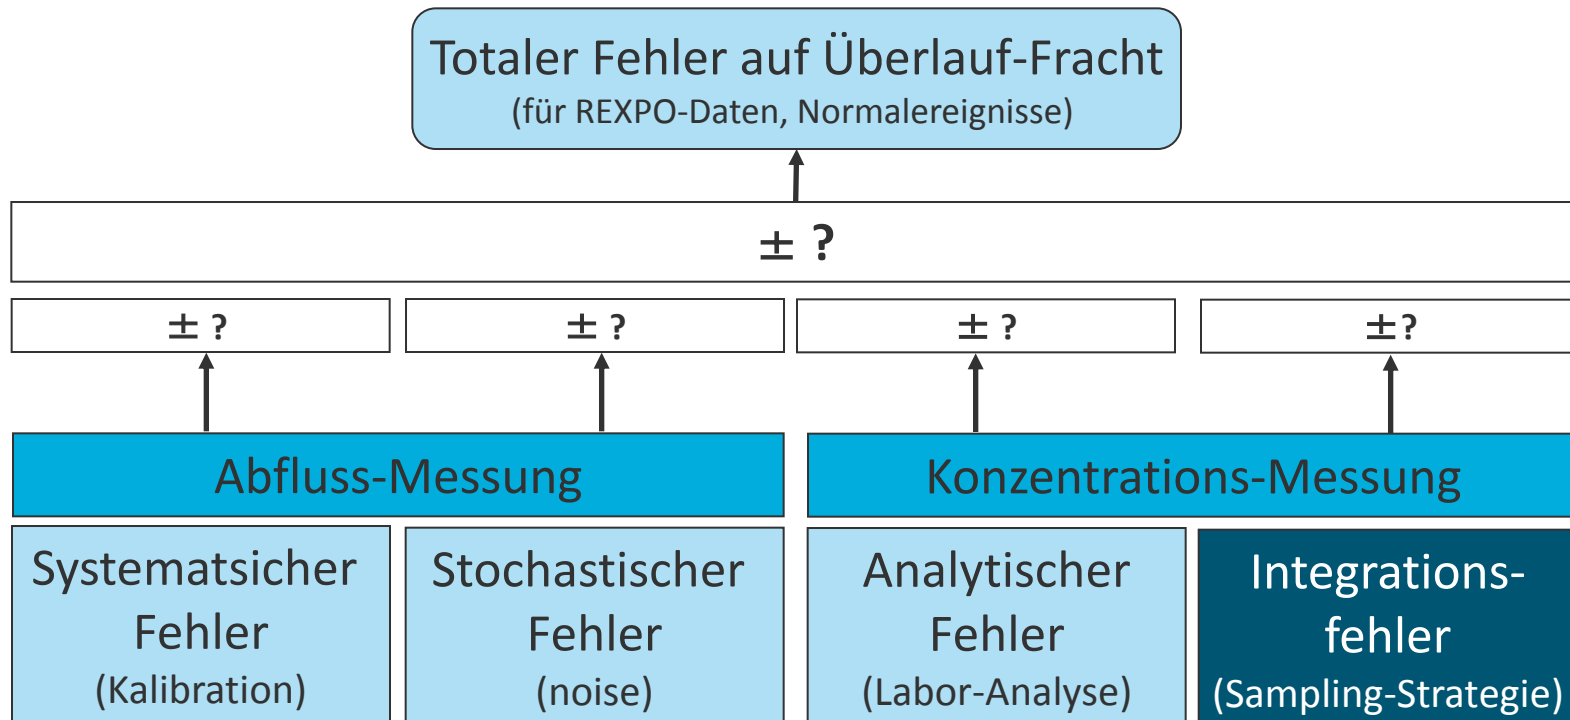 Totaler Fehler auf Überlauf-Fracht
(für REXPO-Daten, Normalereignisse)
± ?
± ?
± ?
± ?
±?
Abfluss-Messung
Konzentrations-Messung
Systematsicher
Fehler
(Kalibration)
Stochastischer
Fehler
(noise)
Analytischer
Fehler
(Labor-Analyse)
Integrations-
fehler
(Sampling-Strategie)